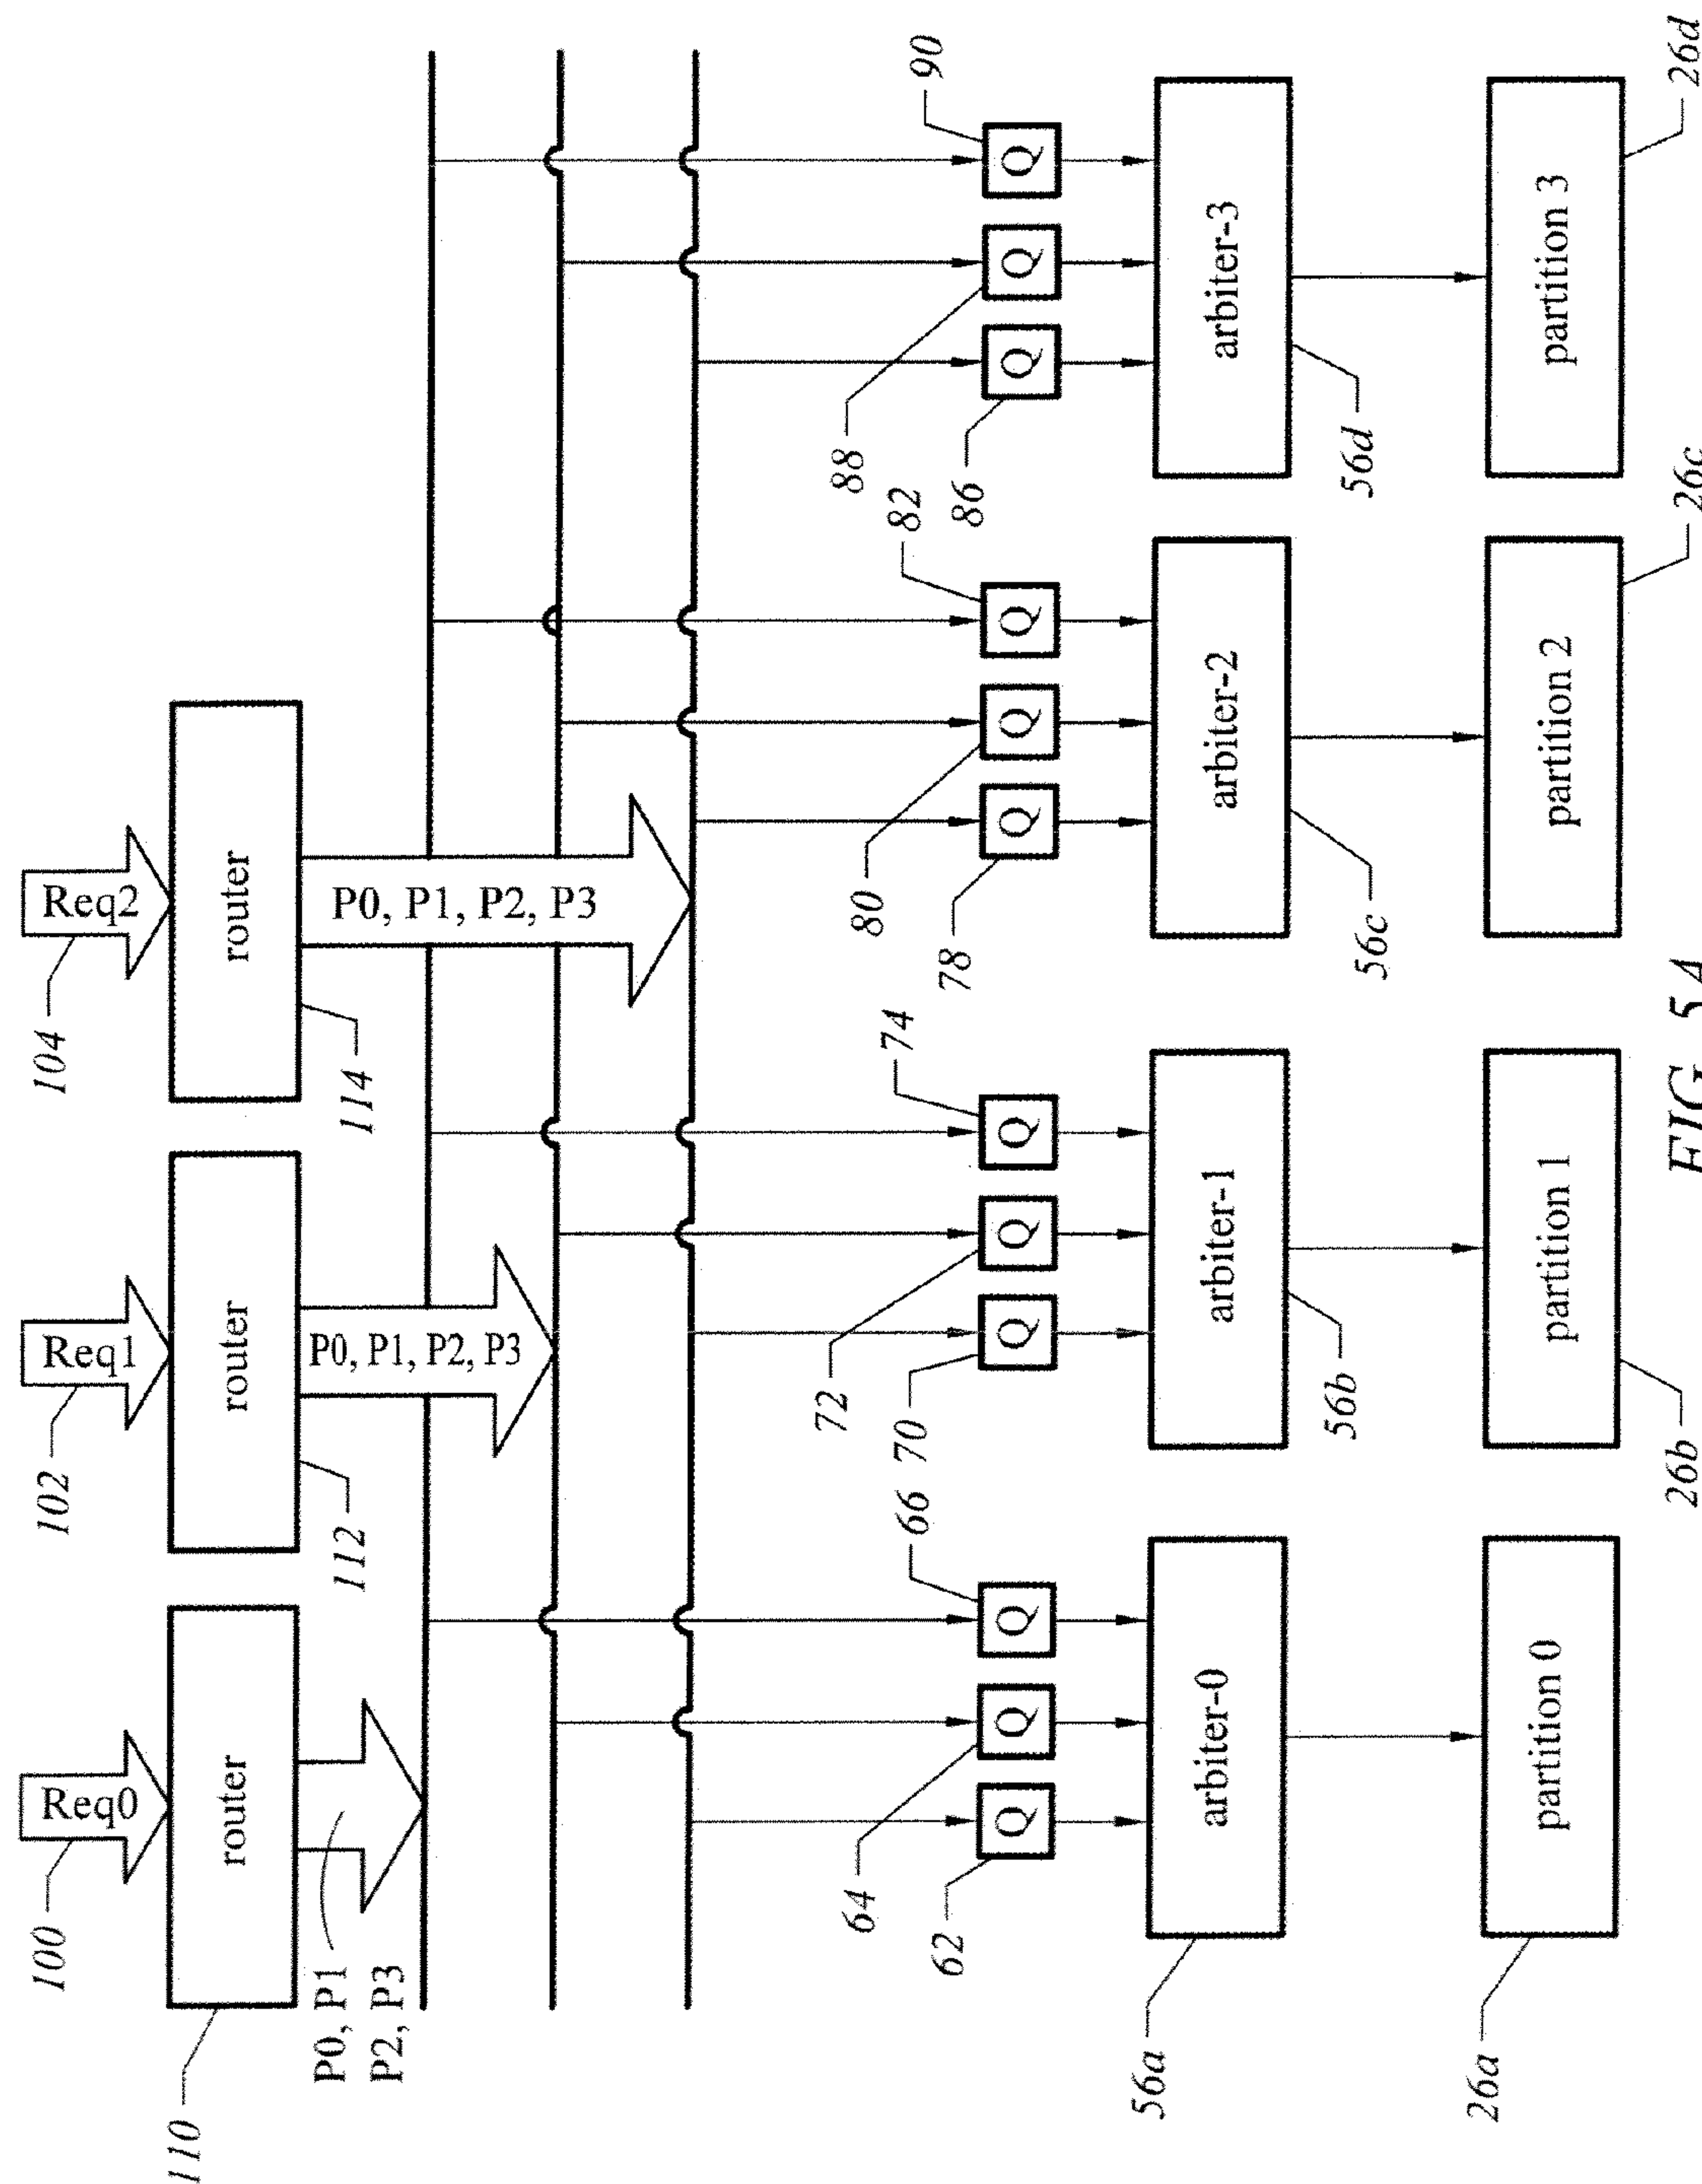 100
102
104
Req0
Req1
Req2
router
router
router
110
112
114
P0, P1
P2, P3
P0, P1, P2, P3
P0, P1, P2, P3
62
64
66
70
72
74
78
80
82
86
88
90
Q
Q
Q
Q
Q
Q
Q
Q
Q
Q
Q
Q
arbiter-0
arbiter-1
arbiter-2
arbiter-3
56a
56b
56c
56d
partition 0
partition 1
partition 2
partition 3
26a
26b
26c
26d
FIG. 5A